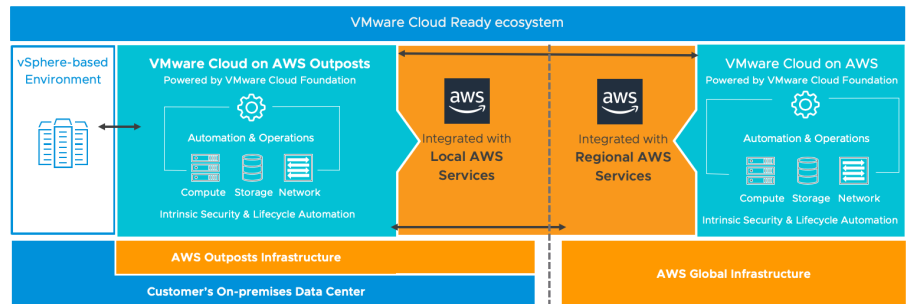 VMware Cloud Ready ecosystem
vSphere-based
Environment
VMware Cloud on AWS Outposts
Powered by VMware Cloud Foundation
Automation & Operations
Compute Storage Network
Intrinsic Security & Lifecycle Automation
aws
Integrated with
Local AWS
Services
aws
Integrated with
Regional AWS
Services
VMware Cloud on AWS
Powered by VMware Cloud Foundation
Automation & Operations
Compute Storage Network
Intrinsic Security & Lifecycle Automation
AWS Outposts Infrastructure
Customer's On-premises Data Center
AWS Global Infrastructure